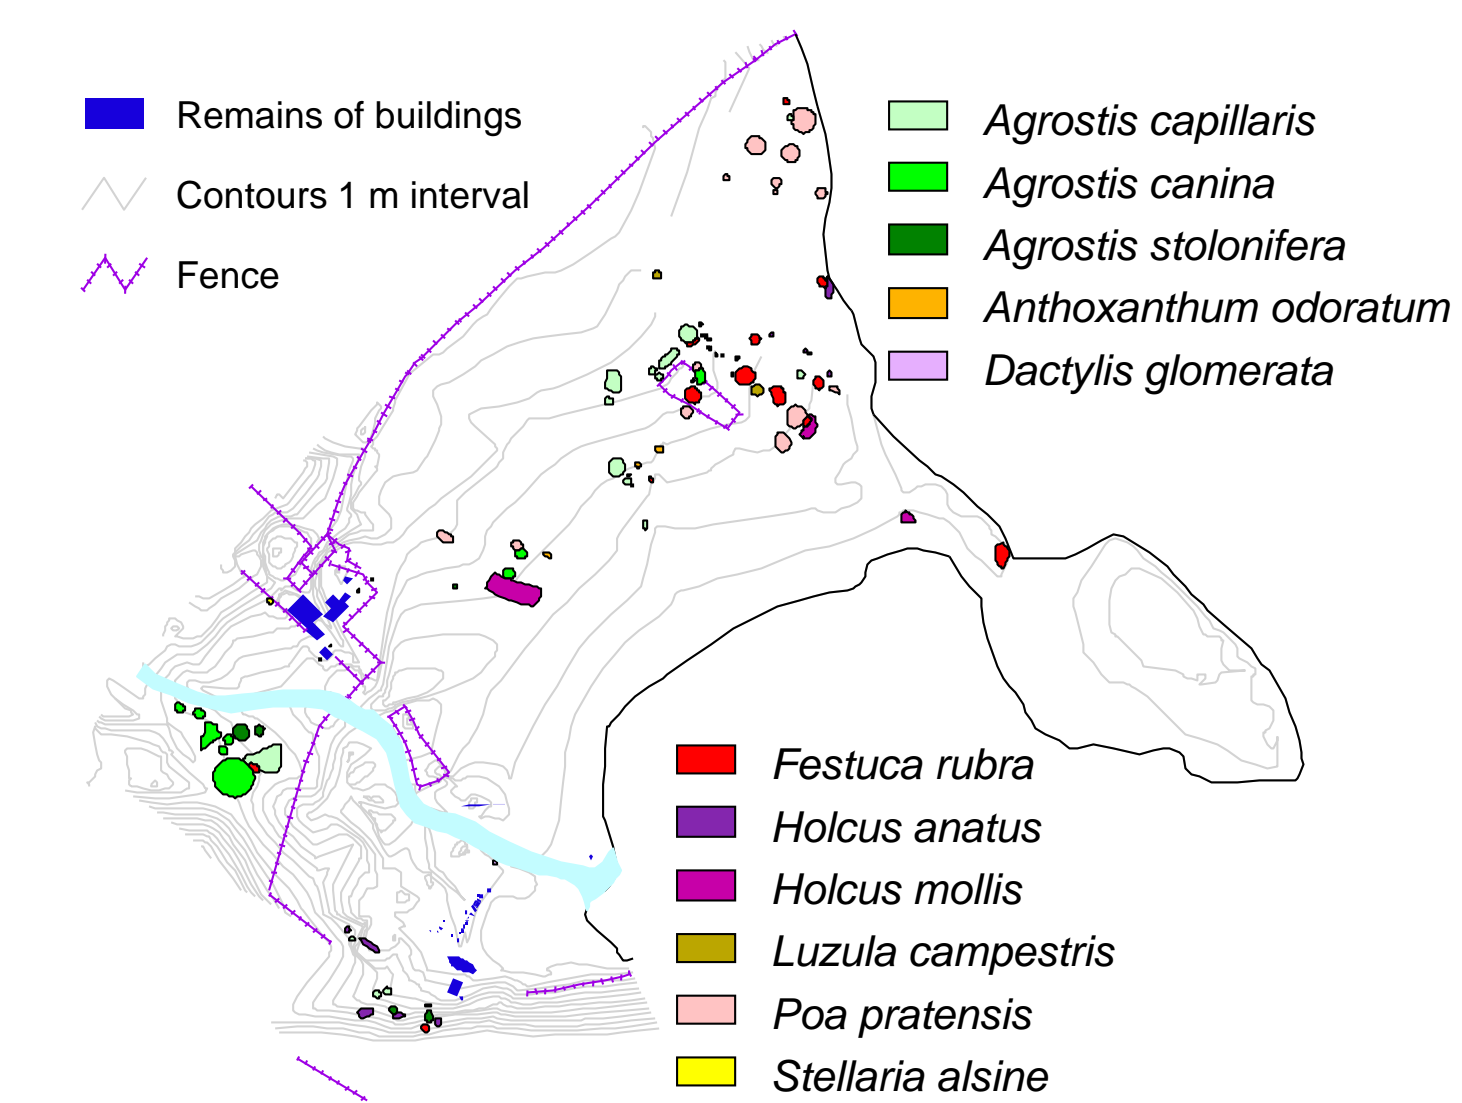 Remains of buildings
Contours 1 m interval
Fence
Agrostis capillaris
Agrostis canina
Agrostis stolonifera
Anthoxanthum odoratum
Dactylis glomerata
Festuca rubra
Holcus anatus
Holcus mollis
Luzula campestris
Poa pratensis
Stellaria alsine